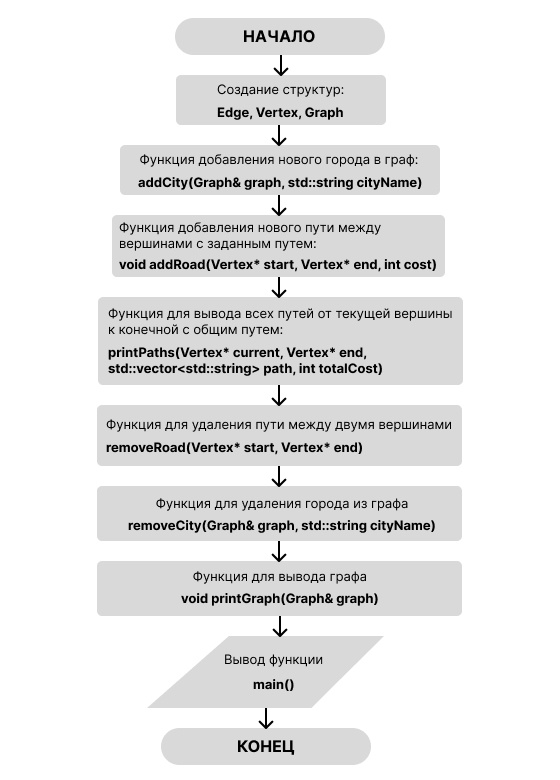 НАЧАЛО
Создание структур:
Edge, Vertex, Graph
Функция добавления нового города в граф:
addCity(Graph& graph, std::string cityName)
Функция добавления нового пути между
вершинами с заданным путем:
void addRoad(Vertex* start, Vertex* end, int cost)
Функция для вывода всех путей от текущей вершины
к конечной с общим путем:
printPaths(Vertex* current, Vertex* end,
std::vector<std::string> path, int totalCost)
Функция для удаления пути между двумя вершинами
removeRoad(Vertex* start, Vertex* end)
Функция для удаления города из графа
removeCity(Graph& graph, std::string cityName)
Функция для вывода графа
void printGraph(Graph& graph)
Вывод функции
main()
КОНЕЦ